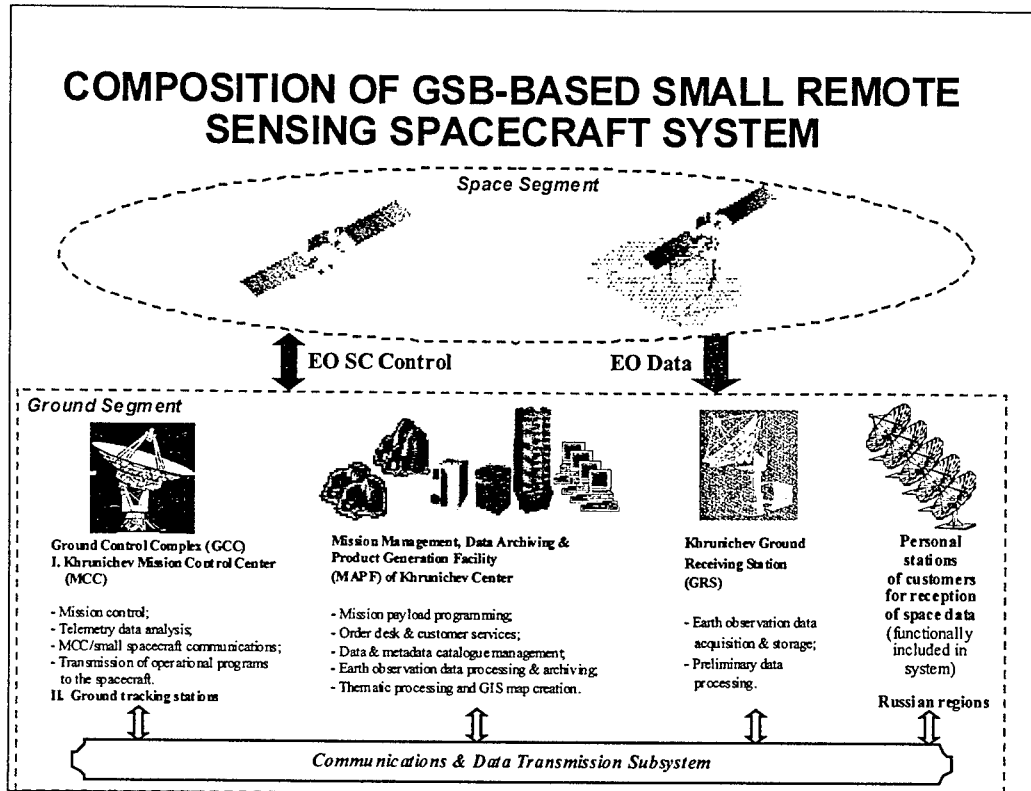 COMPOSITION OF GSB-BASED SMALL REMOTE
SENSING SPACECRAFT SYSTEM
Space Segment
EO SC Control
EO Data
Ground Segment
Ground Control Complex (GCC)
I. Khrunichev Mission Control Center
(MCC)
- Mission control;
- Telemetry data analysis;
- MCC/small spacecraft communications;
- Transmission of operational programs
to the spacecraft.
II. Ground tracking stations
Mission Management, Data Archiving &
Product Generation Facility
(MAPF) of Khrunichev Center
- Mission payload programming;
- Order desk & customer services;
- Data & metadata catalogue management;
- Earth observation data processing & archiving;
- Thematic processing and GIS map creation.
Khrunichev Ground
Receiving Station
(GRS)
- Earth observation data
acquisition & storage;
- Preliminary data
processing.
Personal
stations
of customers
for reception
of space data
(functionally
included in
system)
Russian regions
Communications & Data Transmission Subsystem